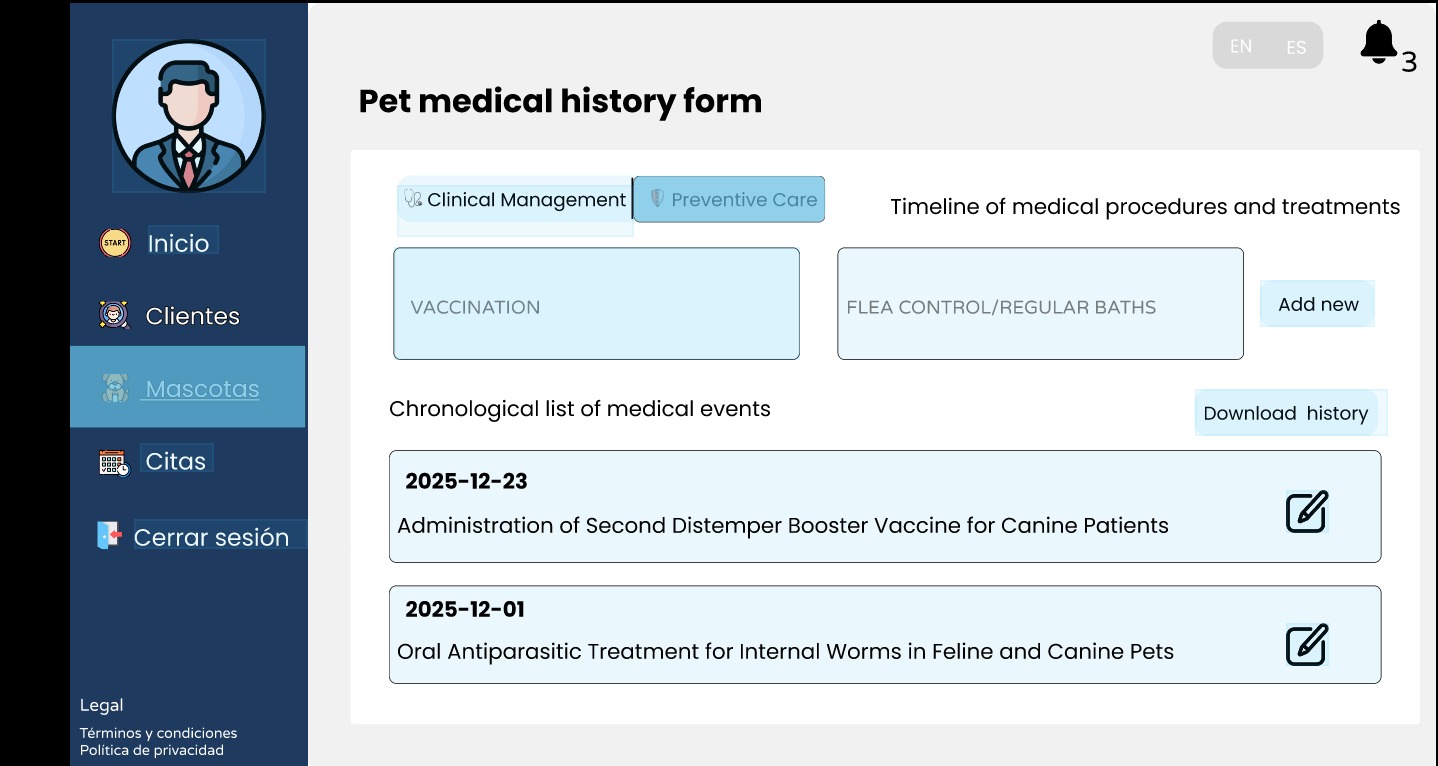 EN ES
3
START
Inicio
Clientes
Mascotas
Citas
Cerrar sesión
Legal
Términos y condiciones
Política de privacidad
Pet medical history form
Clinical Management
Preventive Care
Timeline of medical procedures and treatments
VACCINATION
FLEA CONTROL/REGULAR BATHS
Add new
Chronological list of medical events
Download history
2025-12-23
Administration of Second Distemper Booster Vaccine for Canine Patients
2025-12-01
Oral Antiparasitic Treatment for Internal Worms in Feline and Canine Pets